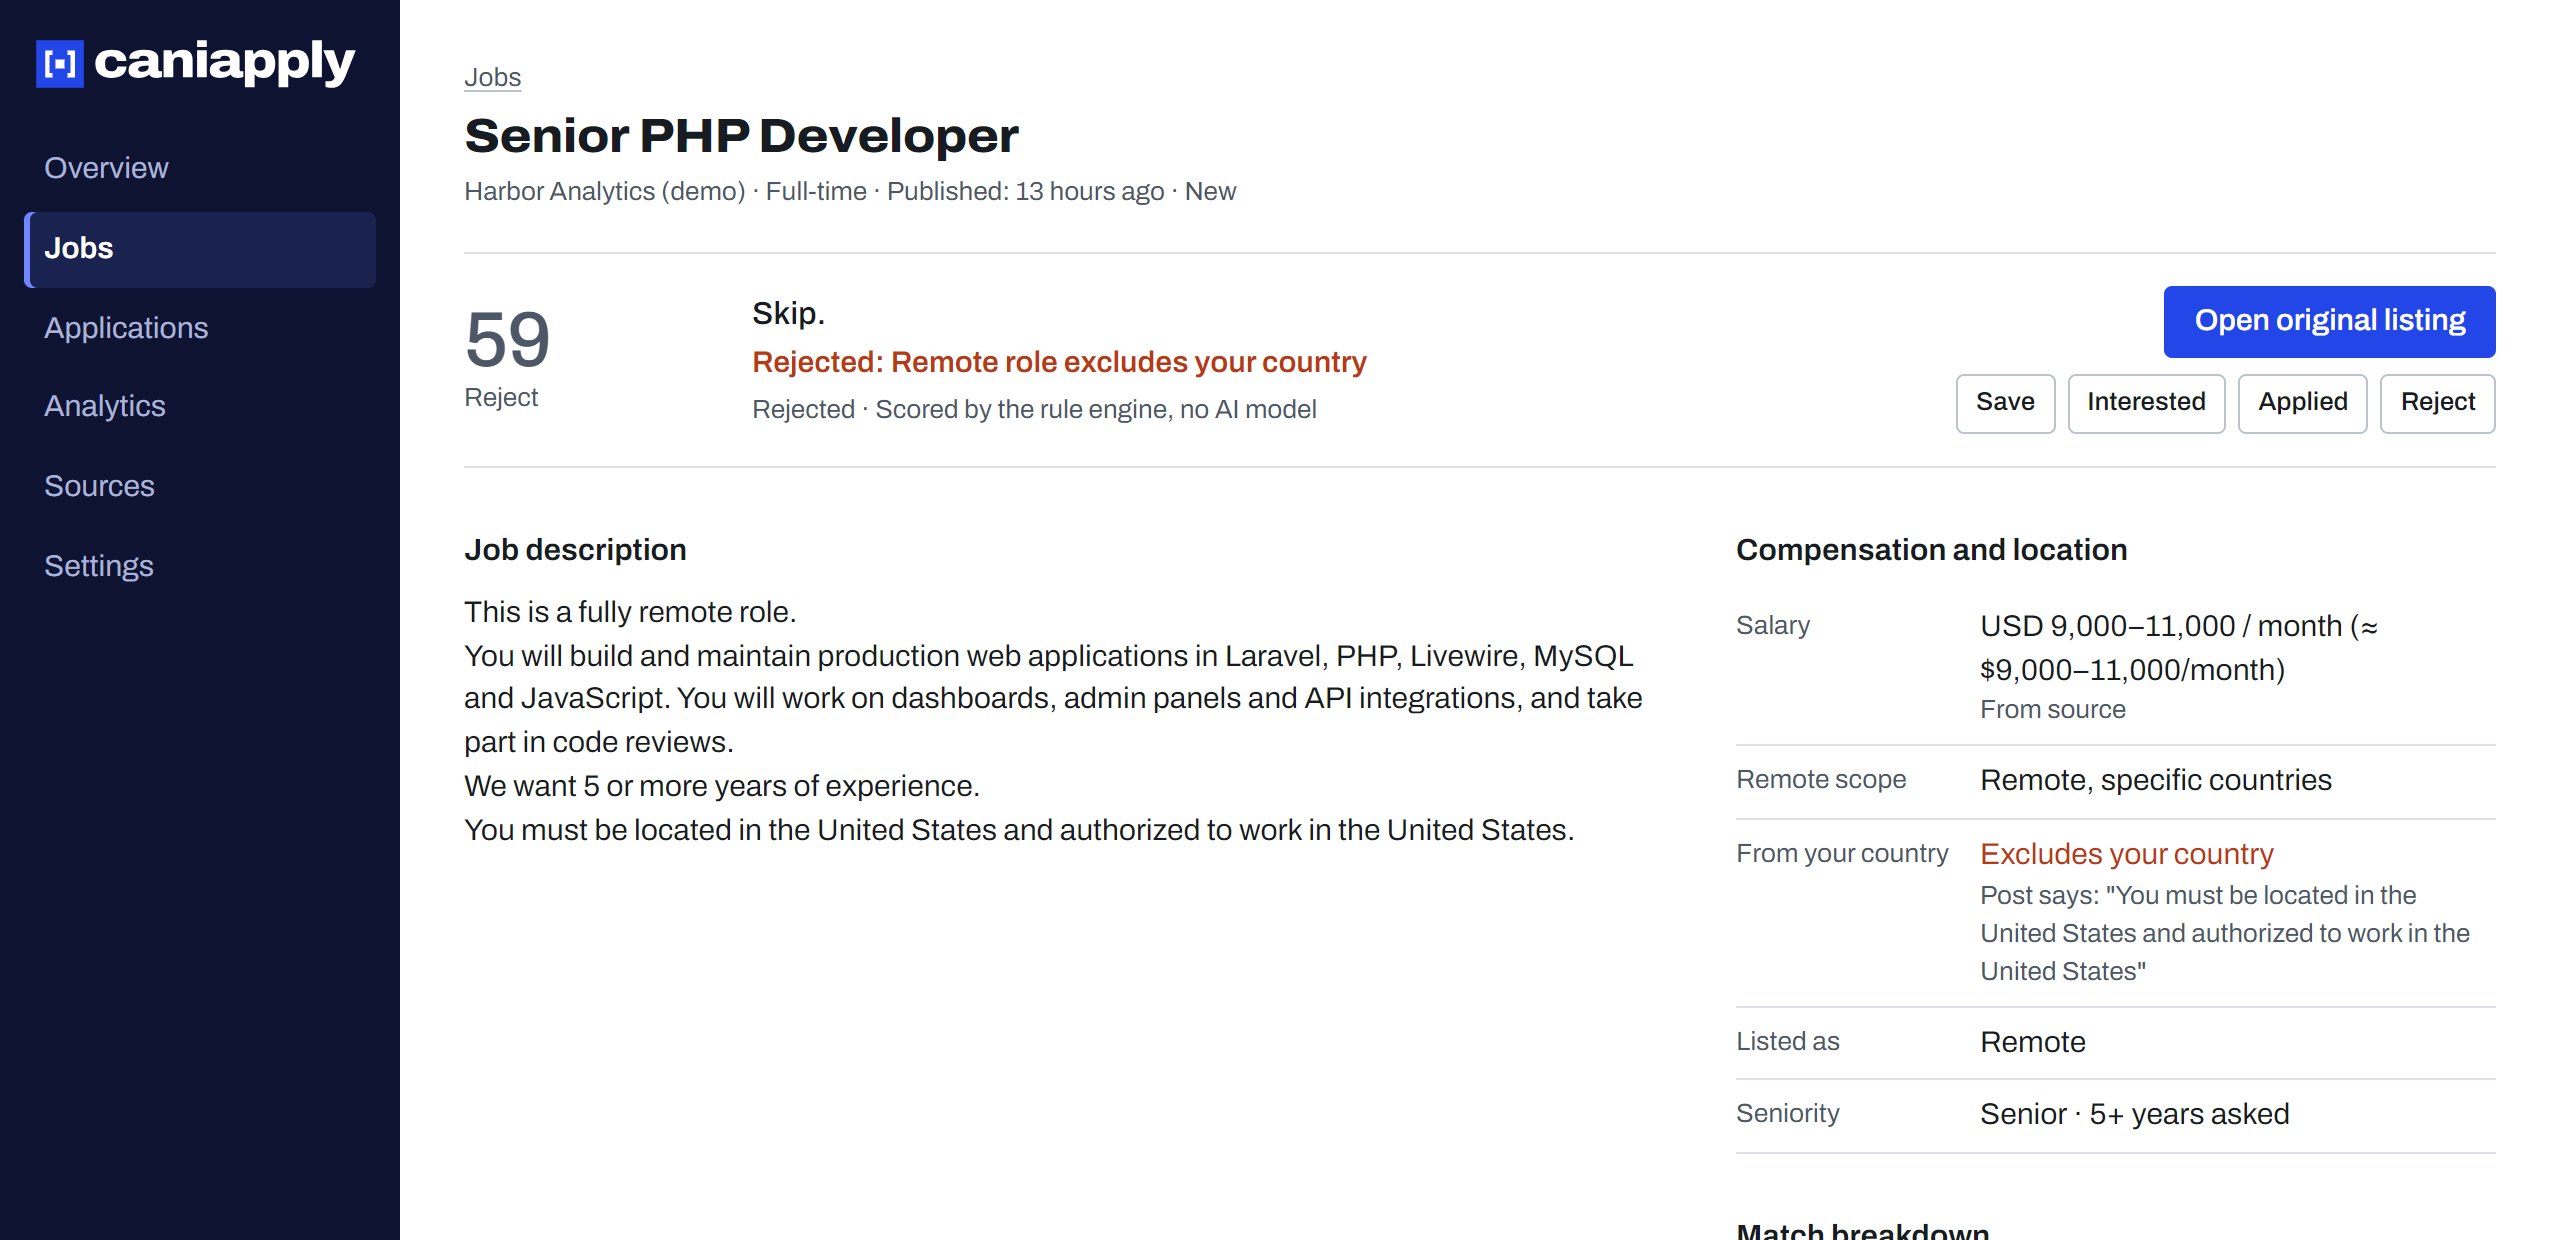 caniapply
Overview
Jobs
Applications
Analytics
Sources
Settings
Jobs
Senior PHP Developer
Harbor Analytics (demo) · Full-time · Published: 13 hours ago · New
59
Reject
Skip.
Rejected: Remote role excludes your country
Rejected · Scored by the rule engine, no AI model
Open original listing
Save
Interested
Applied
Reject
Job description
This is a fully remote role.
You will build and maintain production web applications in Laravel, PHP, Livewire, MySQL
and JavaScript. You will work on dashboards, admin panels and API integrations, and take
part in code reviews.
We want 5 or more years of experience.
You must be located in the United States and authorized to work in the United States.
Compensation and location
Salary
USD 9,000–11,000 / month (≈
$9,000–11,000/month)
From source
Remote scope
Remote, specific countries
From your country
Excludes your country
Post says: "You must be located in the
United States and authorized to work in the
United States"
Listed as
Remote
Seniority
Senior · 5+ years asked
Match breakdown